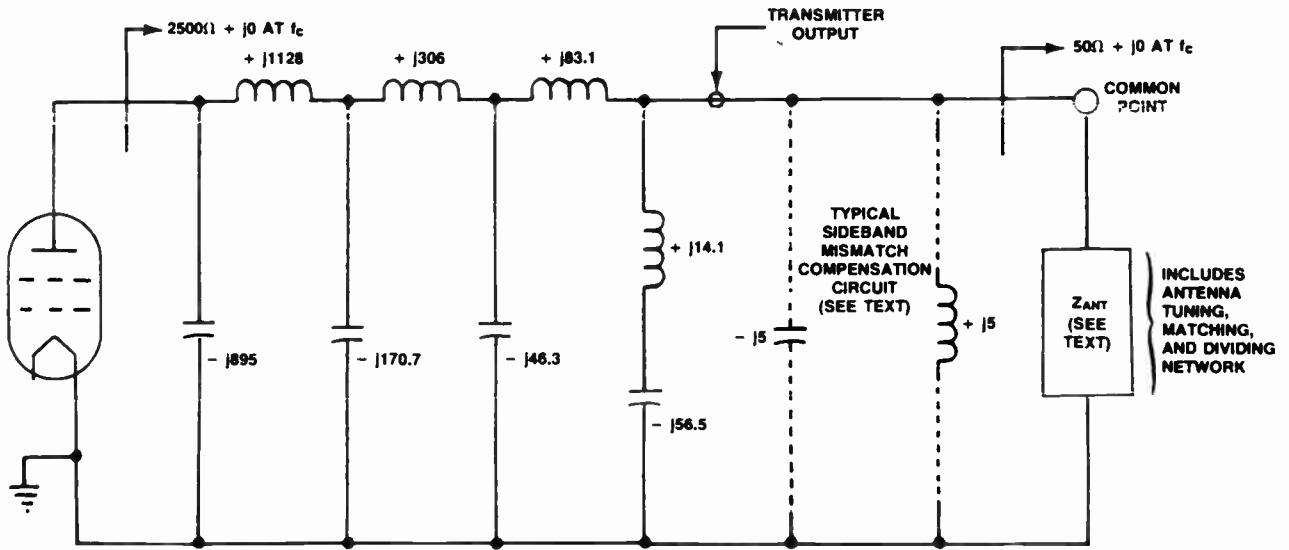 TRANSMITTER
OUTPUT
2500Ω + j0 AT fc
50Ω + j0 AT fc
+ j1128
+ j306
+ j83.1
COMMON
POINT
+ j14.1
TYPICAL
SIDEBAND
MISMATCH
COMPENSATION
CIRCUIT
(SEE TEXT)
- j895
- j170.7
- j46.3
- j56.5
- j5
+ j5
ZANT
(SEE
TEXT)
INCLUDES
ANTENNA
TUNING,
MATCHING,
AND DIVIDING
NETWORK